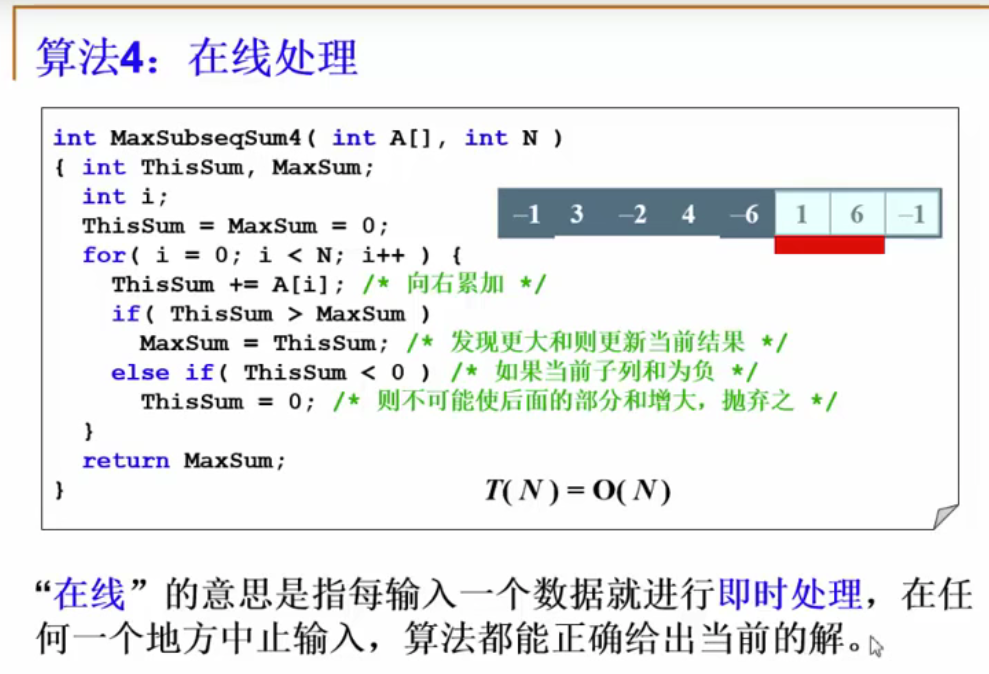 算法4：在线处理
int MaxSubseqSum4( int A[], int N )
{ int ThisSum, MaxSum;
int i;
ThisSum = MaxSum = 0;
for( i = 0; i < N; i++ ) {
ThisSum += A[i]; /* 向右累加 */
if( ThisSum > MaxSum )
MaxSum = ThisSum; /* 发现更大和则更新当前结果 */
else if( ThisSum < 0 ) /* 如果当前子列和为负 */
ThisSum = 0; /* 则不可能使后面的部分和增大，抛弃之 */
}
return MaxSum;
}
–1 3 –2 4 –6 1 6 –1
T( N ) = O( N )
“在线”的意思是指每输入一个数据就进行即时处理，在任
何一个地方中止输入，算法都能正确给出当前的解。